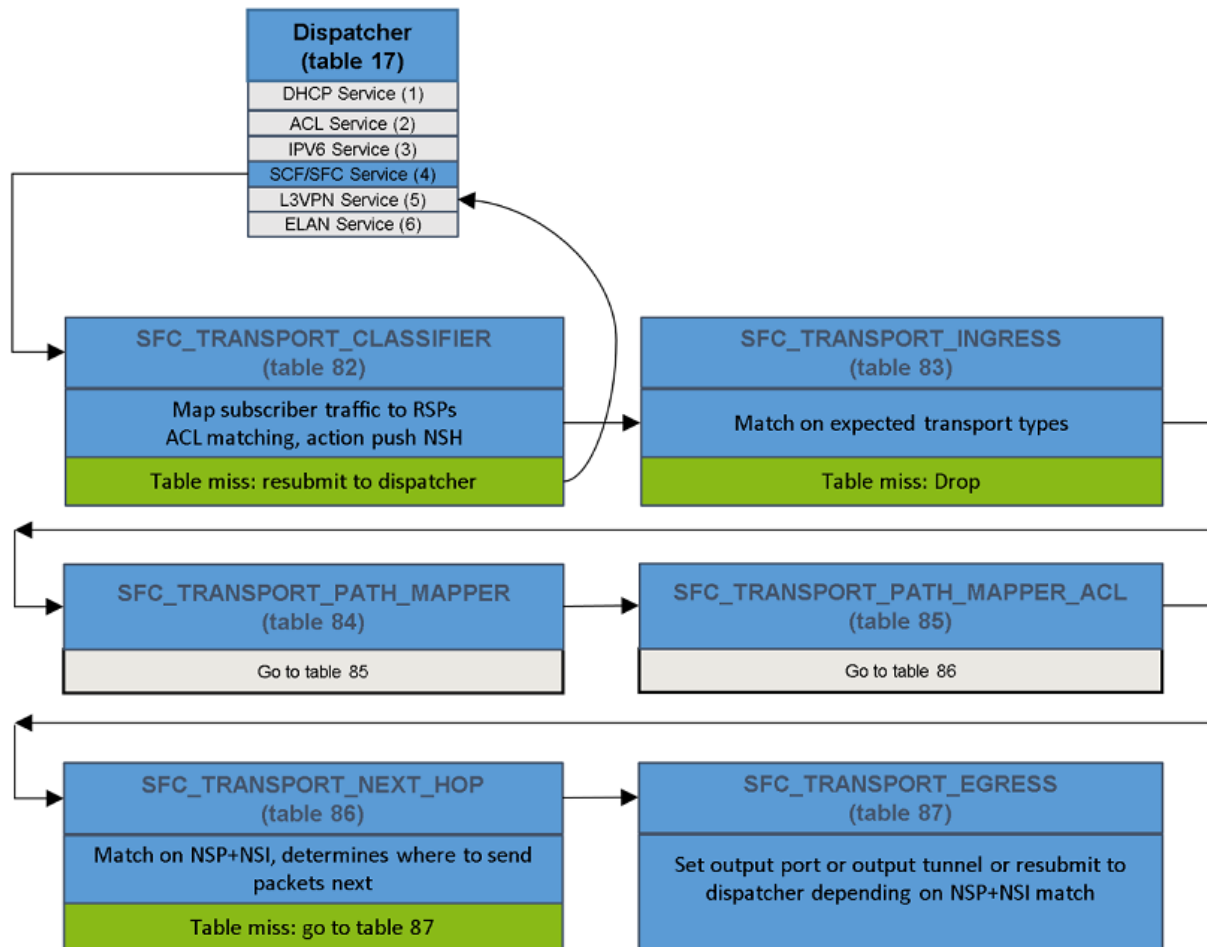 Dispatcher
(table 17)
DHCP Service (1)
ACL Service (2)
IPV6 Service (3)
SCF/SFC Service (4)
L3VPN Service (5)
ELAN Service (6)
SFC_TRANSPORT_CLASSIFIER
(table 82)
Map subscriber traffic to RSPs
ACL matching, action push NSH
Table miss: resubmit to dispatcher
SFC_TRANSPORT_INGRESS
(table 83)
Match on expected transport types
Table miss: Drop
SFC_TRANSPORT_PATH_MAPPER
(table 84)
Go to table 85
SFC_TRANSPORT_PATH_MAPPER_ACL
(table 85)
Go to table 86
SFC_TRANSPORT_NEXT_HOP
(table 86)
Match on NSP+NSI, determines where to send
packets next
Table miss: go to table 87
SFC_TRANSPORT_EGRESS
(table 87)
Set output port or output tunnel or resubmit to
dispatcher depending on NSP+NSI match